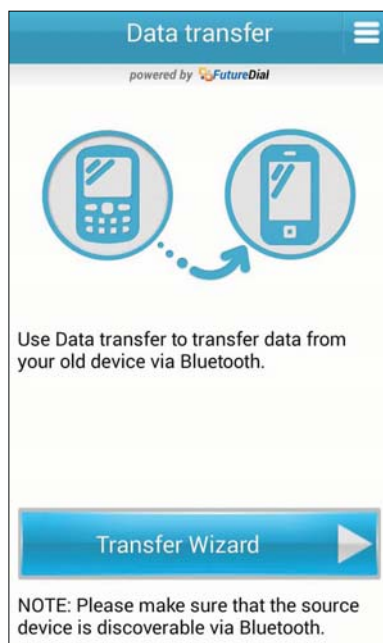 Data transfer
powered by FutureDial
Use Data transfer to transfer data from
your old device via Bluetooth.
Transfer Wizard
NOTE: Please make sure that the source
device is discoverable via Bluetooth.